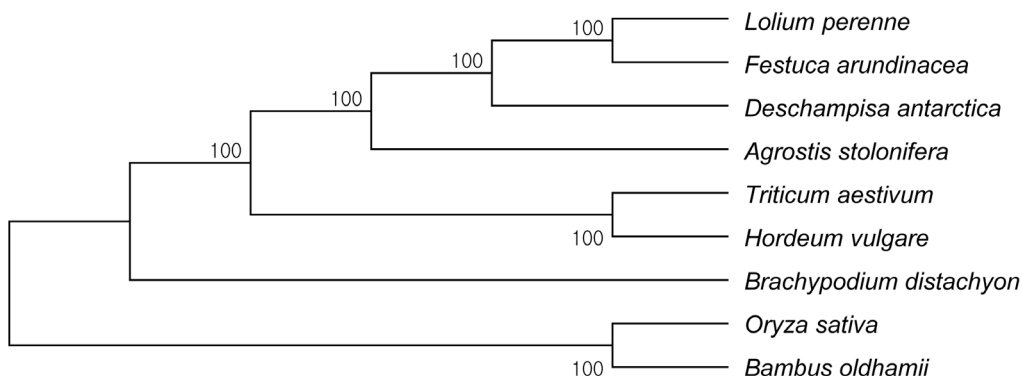 100
Lolium perenne
100
Festuca arundinacea
100
Deschampisa antarctica
100
Agrostis stolonifera
Triticum aestivum
100
Hordeum vulgare
Brachypodium distachyon
Oryza sativa
100
Bambus oldhamii